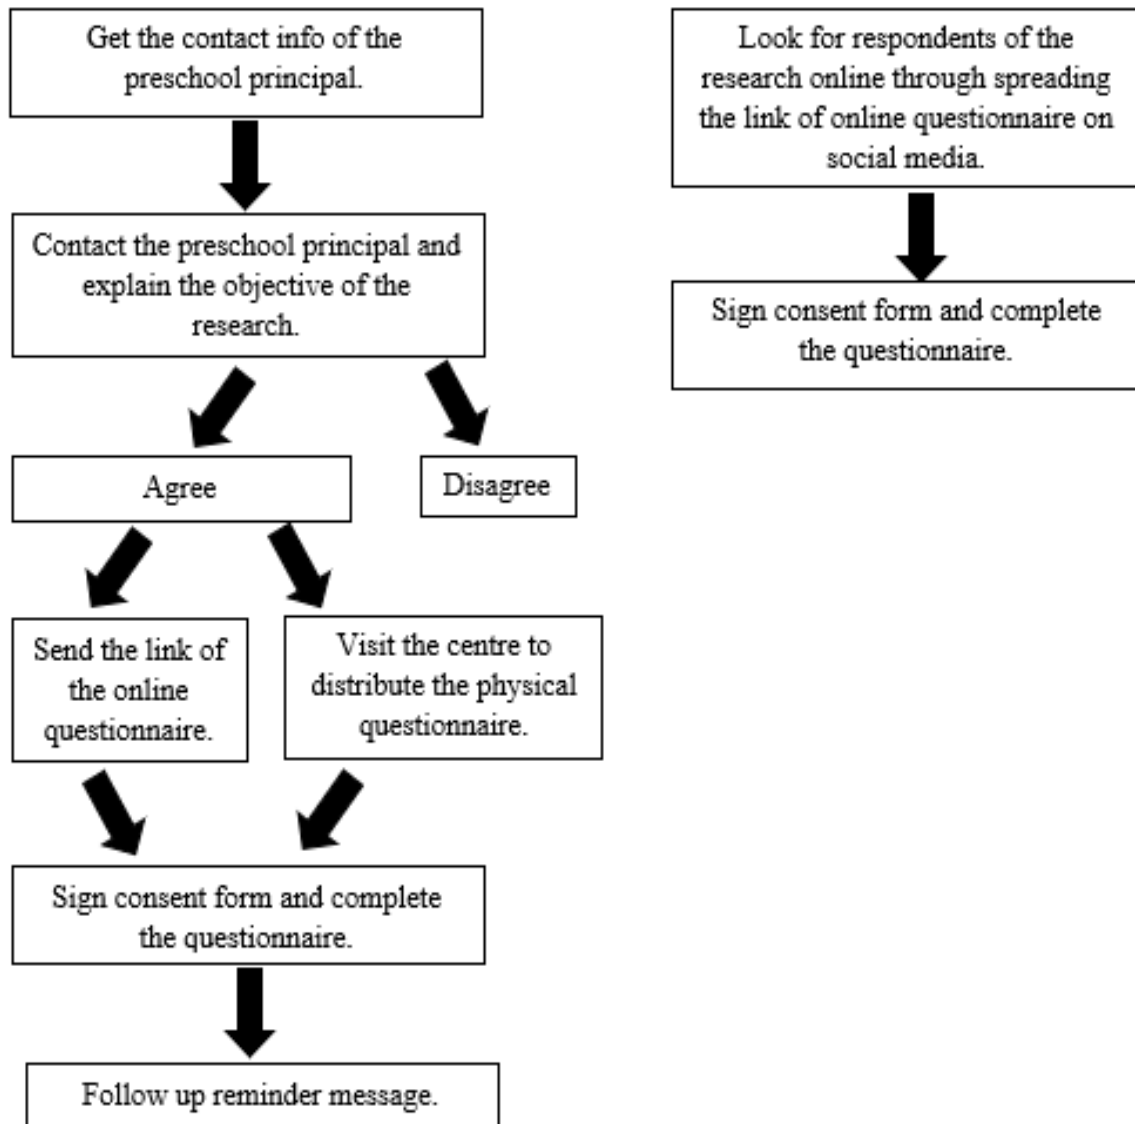 Get the contact info of the
preschool principal.
Contact the preschool principal and
explain the objective of the
research.
Agree
Disagree
Send the link of
the online
questionnaire.
Visit the centre to
distribute the physical
questionnaire.
Sign consent form and complete
the questionnaire.
Follow up reminder message.
Look for respondents of the
research online through spreading
the link of online questionnaire on
social media.
Sign consent form and complete
the questionnaire.